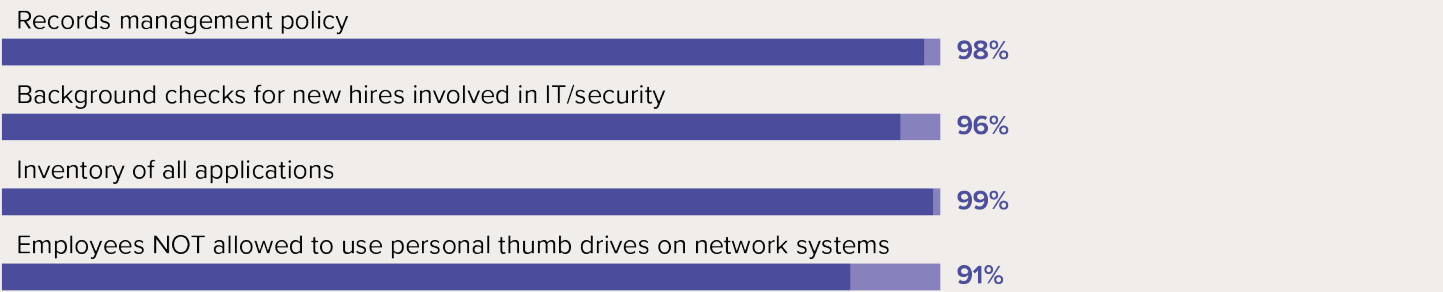 Records management policy
98%
Background checks for new hires involved in IT/security
96%
Inventory of all applications
99%
Employees NOT allowed to use personal thumb drives on network systems
91%